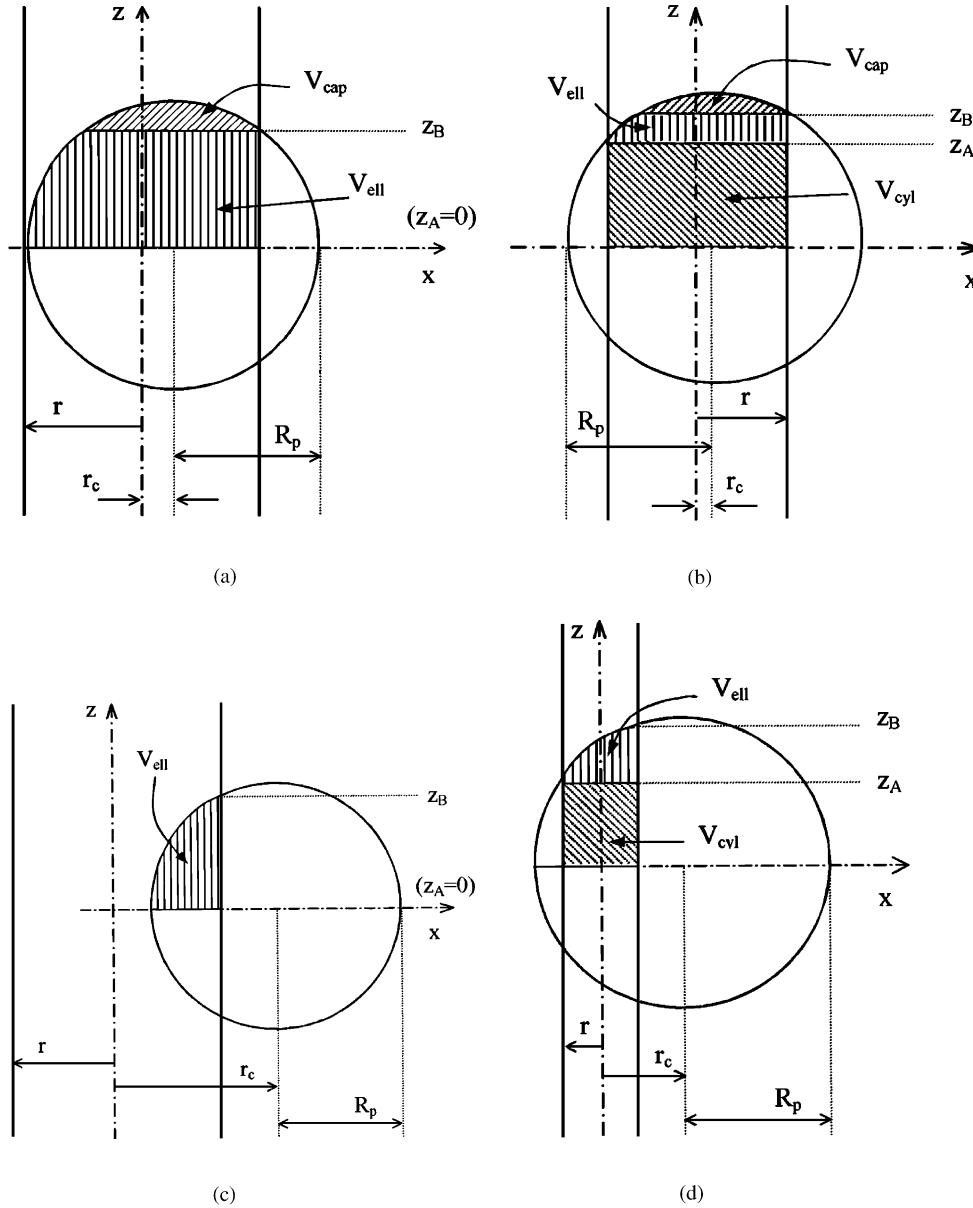 z
V_cap
z_B
V_ell
(z_A=0)
x
r
R_p
r_c
(a)
z
V_cap
V_ell
z_B
z_A
V_cyl
x
r
R_p
r_c
(b)
z
V_ell
z_B
(z_A=0)
x
r
r_c
R_p
(c)
z
V_ell
z_B
z_A
V_cyl
x
r
r_c
R_p
(d)